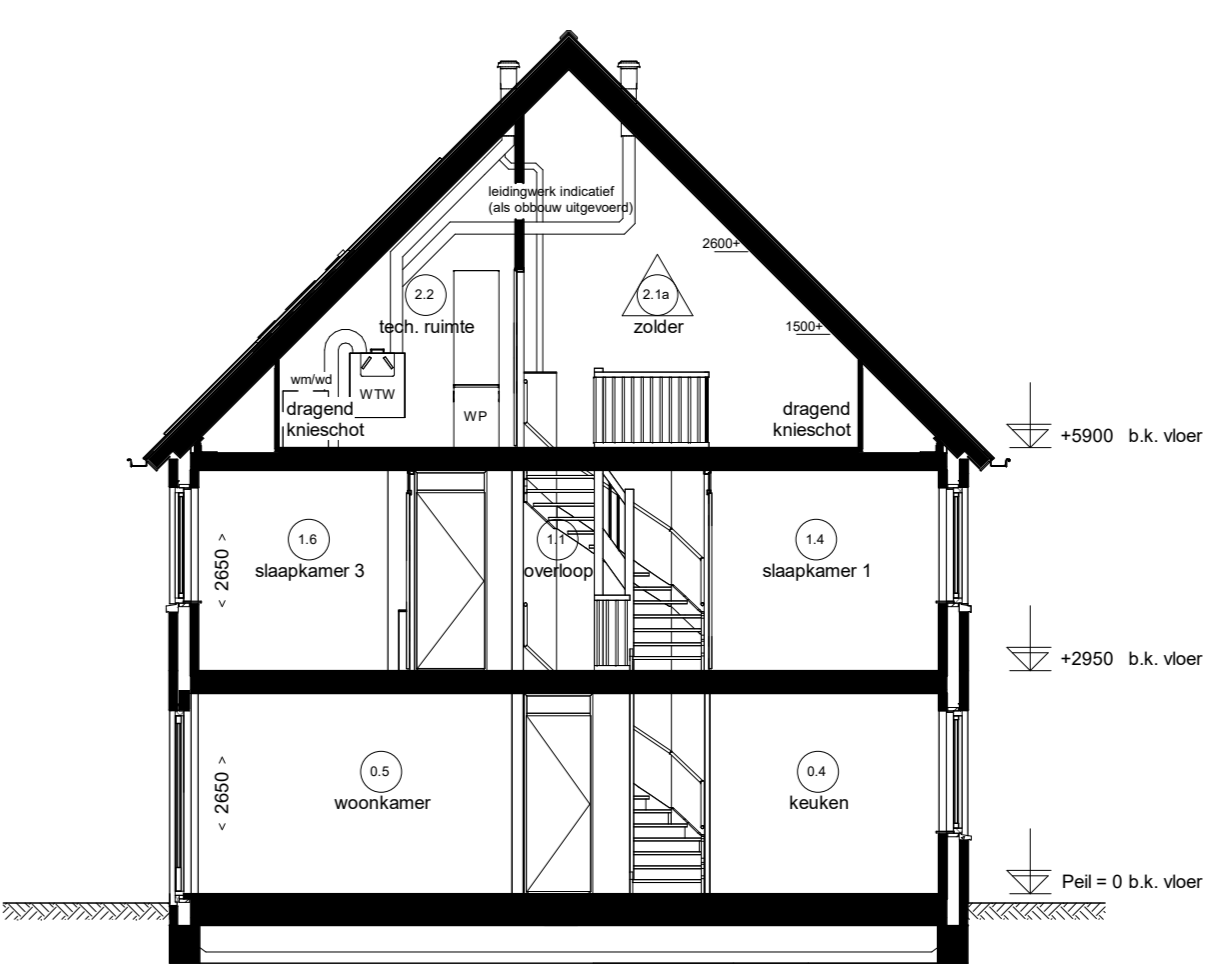 leidingwerk indicatief
(als obbouw uitgevoerd)
2600+
2.2
tech. ruimte
2.1a
zolder
1500+
wm/wd
WTW
WP
dragend
knieschot
dragend
knieschot
+5900 b.k. vloer
1.6
slaapkamer 3
< 2650 >
1.1
overloop
1.4
slaapkamer 1
+2950 b.k. vloer
0.5
woonkamer
< 2650 >
0.4
keuken
Peil = 0 b.k. vloer